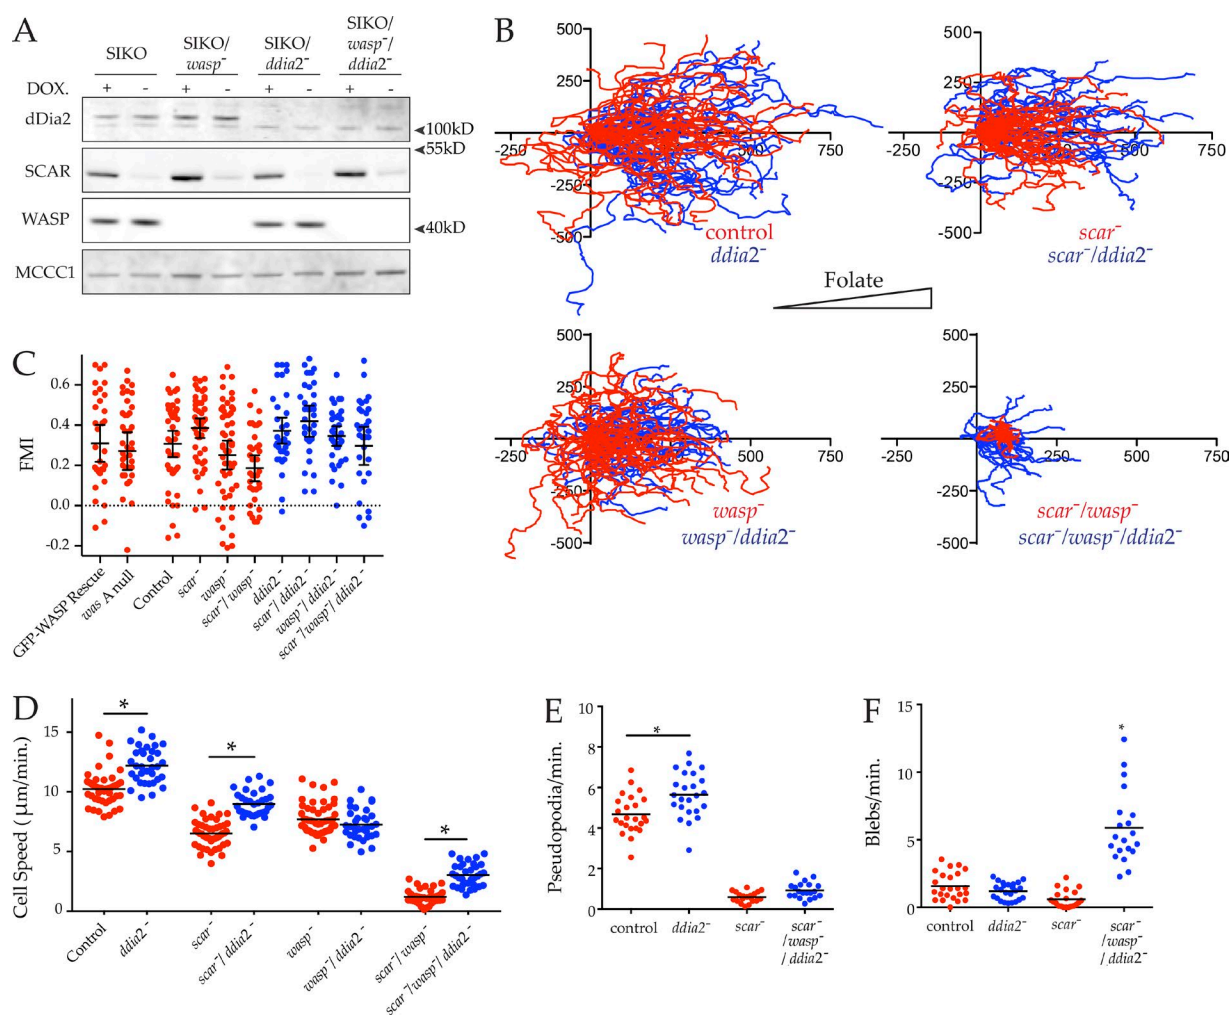 A
SIKO
SIKO/
wasp-
SIKO/
ddia2-
SIKO/
wasp-/
ddia2-
DOX.
+ - + - + - + -
dDia2
100kD
55kD
SCAR
WASP
40kD
MCCC1
B
500
250
-250
500
750
-250
-500
control
ddia2-
500
250
-250
250
500
750
-250
-500
scar-
scar-/ddia2-
Folate
500
250
-250
250
500
750
-250
-500
wasp-
wasp-/ddia2-
500
250
-250
250
500
750
-250
-500
scar-/wasp-
scar-/wasp-/ddia2-
C
FMI
0.6
0.4
0.2
0.0
-0.2
GFP-WASP Rescue
was A null
Control
scar-
wasp-
scar-/wasp-
ddia2-
scar-/ddia2-
wasp-/ddia2-
scar-/wasp-/ddia2-
D
Cell Speed (μm/min.)
15
10
5
0
*
*
*
Control
ddia2-
scar-
scar-/ddia2-
wasp-
wasp-/ddia2-
scar-/wasp-
scar-/wasp-/ddia2-
E
Pseudopodia/min.
10
8
6
4
2
0
*
control
ddia2-
scar-
scar-
/wasp-
/ddia2-
F
Blebs/min.
15
10
5
0
*
control
ddia2-
scar-
scar-
/wasp-
/ddia2-